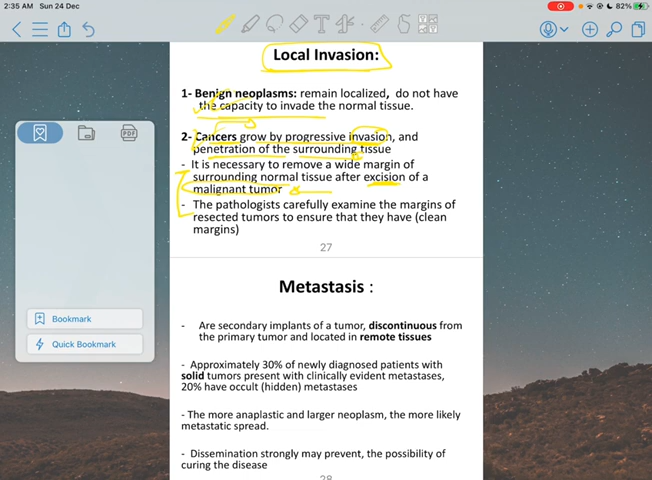 2:35 AM Sun 24 Dec
82%
Local Invasion:
1- Benign neoplasms: remain localized, do not have
the capacity to invade the normal tissue.
2- Cancers grow by progressive invasion, and
penetration of the surrounding tissue
- It is necessary to remove a wide margin of
surrounding normal tissue after excision of a
malignant tumor
- The pathologists carefully examine the margins of
resected tumors to ensure that they have (clean
margins)
27
PDF
Bookmark
Quick Bookmark
Metastasis :
- Are secondary implants of a tumor, discontinuous from
the primary tumor and located in remote tissues
- Approximately 30% of newly diagnosed patients with
solid tumors present with clinically evident metastases,
20% have occult (hidden) metastases
- The more anaplastic and larger neoplasm, the more likely
metastatic spread.
- Dissemination strongly may prevent, the possibility of
curing the disease
28